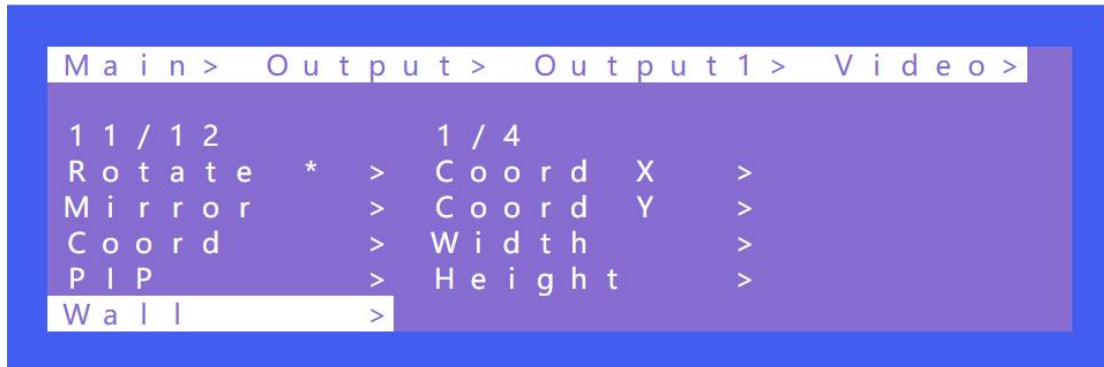 Main> Output> Output1> Video>
11/12 1/4
Rotate * > Coord X >
Mirror > Coord Y >
Coord > Width >
PIP > Height >
Wall >